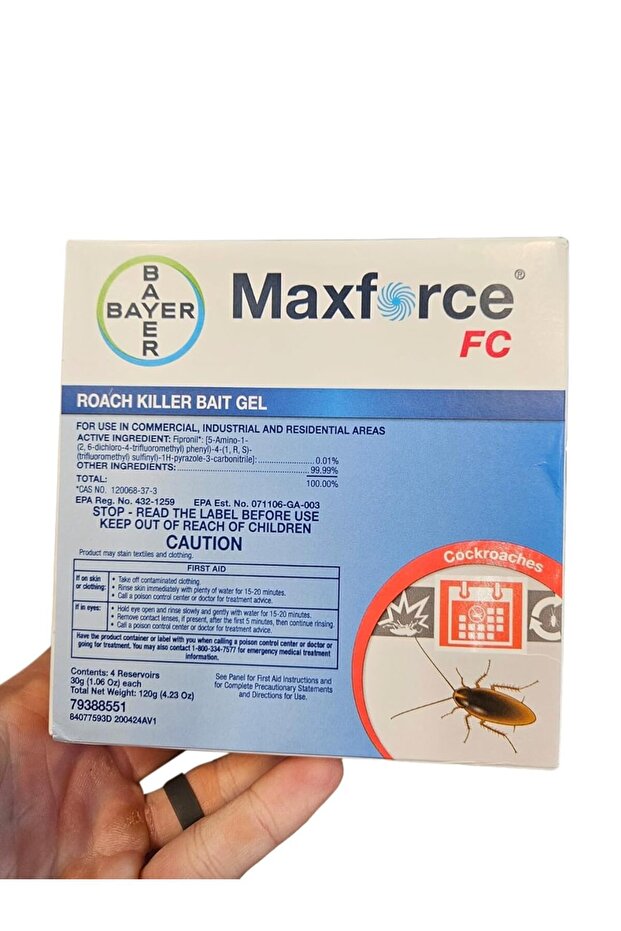 BAYER
BAYER
Maxforce®
FC
ROACH KILLER BAIT GEL
FOR USE IN COMMERCIAL, INDUSTRIAL AND RESIDENTIAL AREAS
ACTIVE INGREDIENT: Fipronil*: [5-Amino-1-
(2, 6-dichloro-4-trifluoromethyl) phenyl)-4-(1, R, S)-
(trifluoromethyl) sulfinyl)-1H-pyrazole-3-carbonitrile]:............... 0.01%
OTHER INGREDIENTS:............... 99.99%
TOTAL: 100.00%
*CAS NO. 120068-37-3
EPA Reg. No. 432-1259 EPA Est. No. 071106-GA-003
STOP - READ THE LABEL BEFORE USE
KEEP OUT OF REACH OF CHILDREN
CAUTION
Product may stain textiles and clothing.
FIRST AID
If on skin or clothing:
• Take off contaminated clothing.
• Rinse skin immediately with plenty of water for 15-20 minutes.
• Call a poison control center or doctor for treatment advice.
If in eyes:
• Hold eye open and rinse slowly and gently with water for 15-20 minutes.
• Remove contact lenses, if present, after the first 5 minutes, then continue rinsing.
• Call a poison control center or doctor for treatment advice.
Have the product container or label with you when calling a poison control center or doctor or
going for treatment. You may also contact 1-800-334-7577 for emergency medical treatment
information.
Contents: 4 Reservoirs
30g (1.06 Oz) each
Total Net Weight: 120g (4.23 Oz)
79388551
84077593D 200424AV1
See Panel for First Aid Instructions and
for Complete Precautionary Statements
and Directions for Use.
Cockroaches